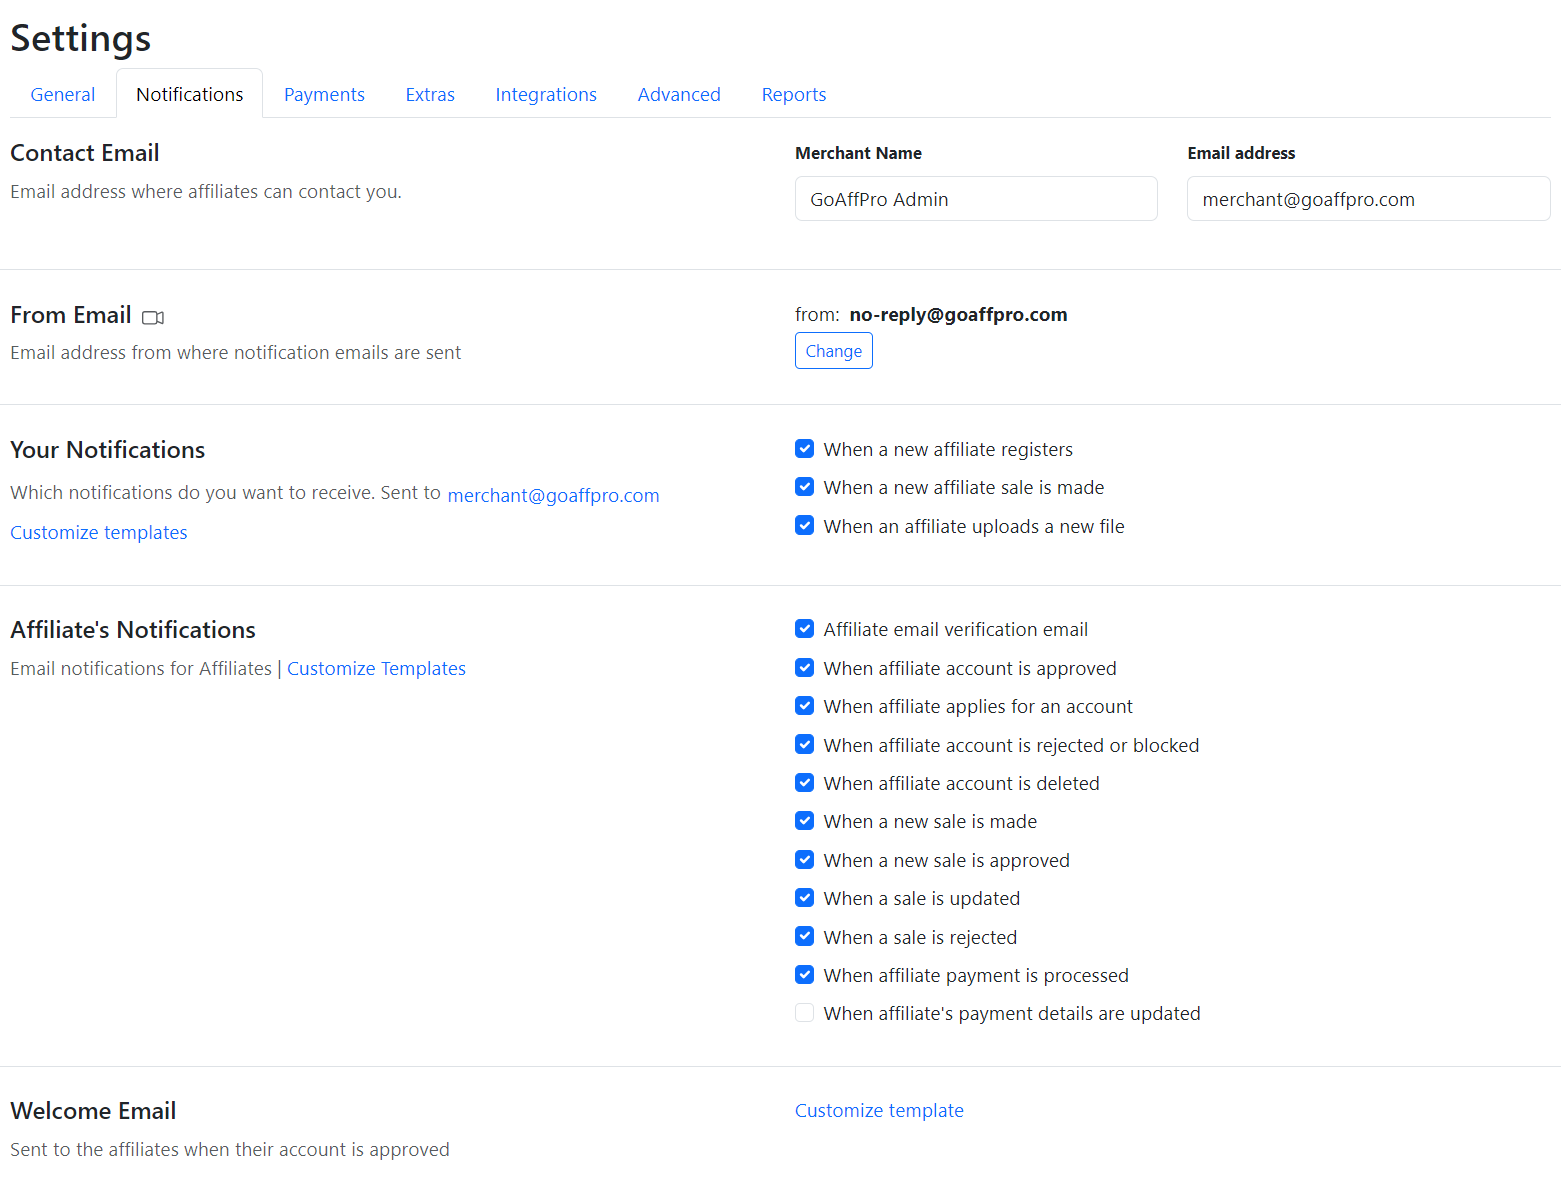 Settings
General
Notifications
Payments
Extras
Integrations
Advanced
Reports
Contact Email
Email address where affiliates can contact you.
Merchant Name
GoAffPro Admin
Email address
merchant@goaffpro.com
From Email
Email address from where notification emails are sent
from: no-reply@goaffpro.com
Change
Your Notifications
Which notifications do you want to receive. Sent to merchant@goaffpro.com
Customize templates
When a new affiliate registers
When a new affiliate sale is made
When an affiliate uploads a new file
Affiliate's Notifications
Email notifications for Affiliates | Customize Templates
Affiliate email verification email
When affiliate account is approved
When affiliate applies for an account
When affiliate account is rejected or blocked
When affiliate account is deleted
When a new sale is made
When a new sale is approved
When a sale is updated
When a sale is rejected
When affiliate payment is processed
When affiliate's payment details are updated
Welcome Email
Sent to the affiliates when their account is approved
Customize template